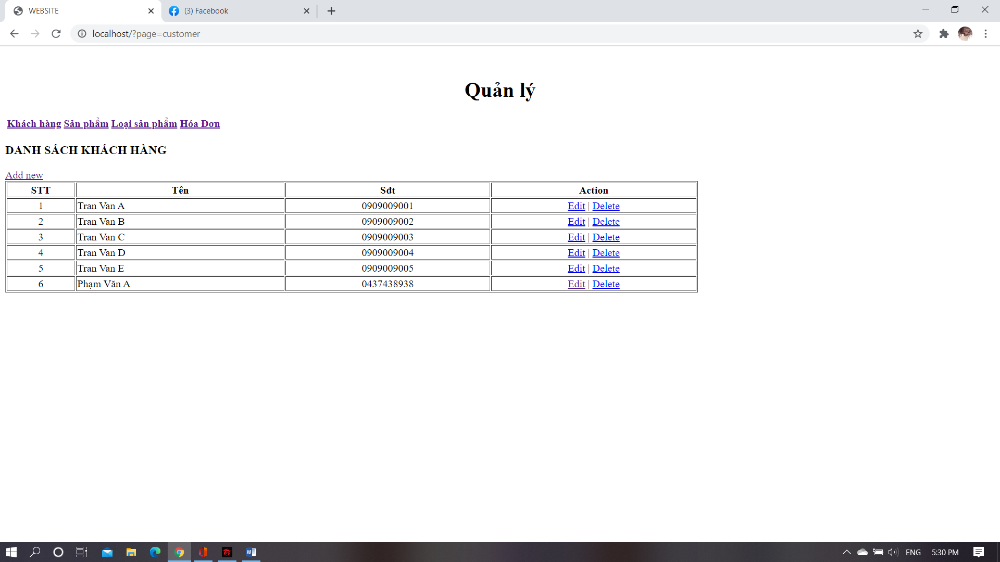 WEBSITE
(3) Facebook
localhost/?page=customer
Quản lý
Khách hàng Sản phẩm Loại sản phẩm Hóa Đơn
DANH SÁCH KHÁCH HÀNG
Add new
STT Tên Sđt Action
1 Tran Van A 0909009001 Edit | Delete
2 Tran Van B 0909009002 Edit | Delete
3 Tran Van C 0909009003 Edit | Delete
4 Tran Van D 0909009004 Edit | Delete
5 Tran Van E 0909009005 Edit | Delete
6 Phạm Văn A 0437438938 Edit | Delete
ENG 5:30 PM